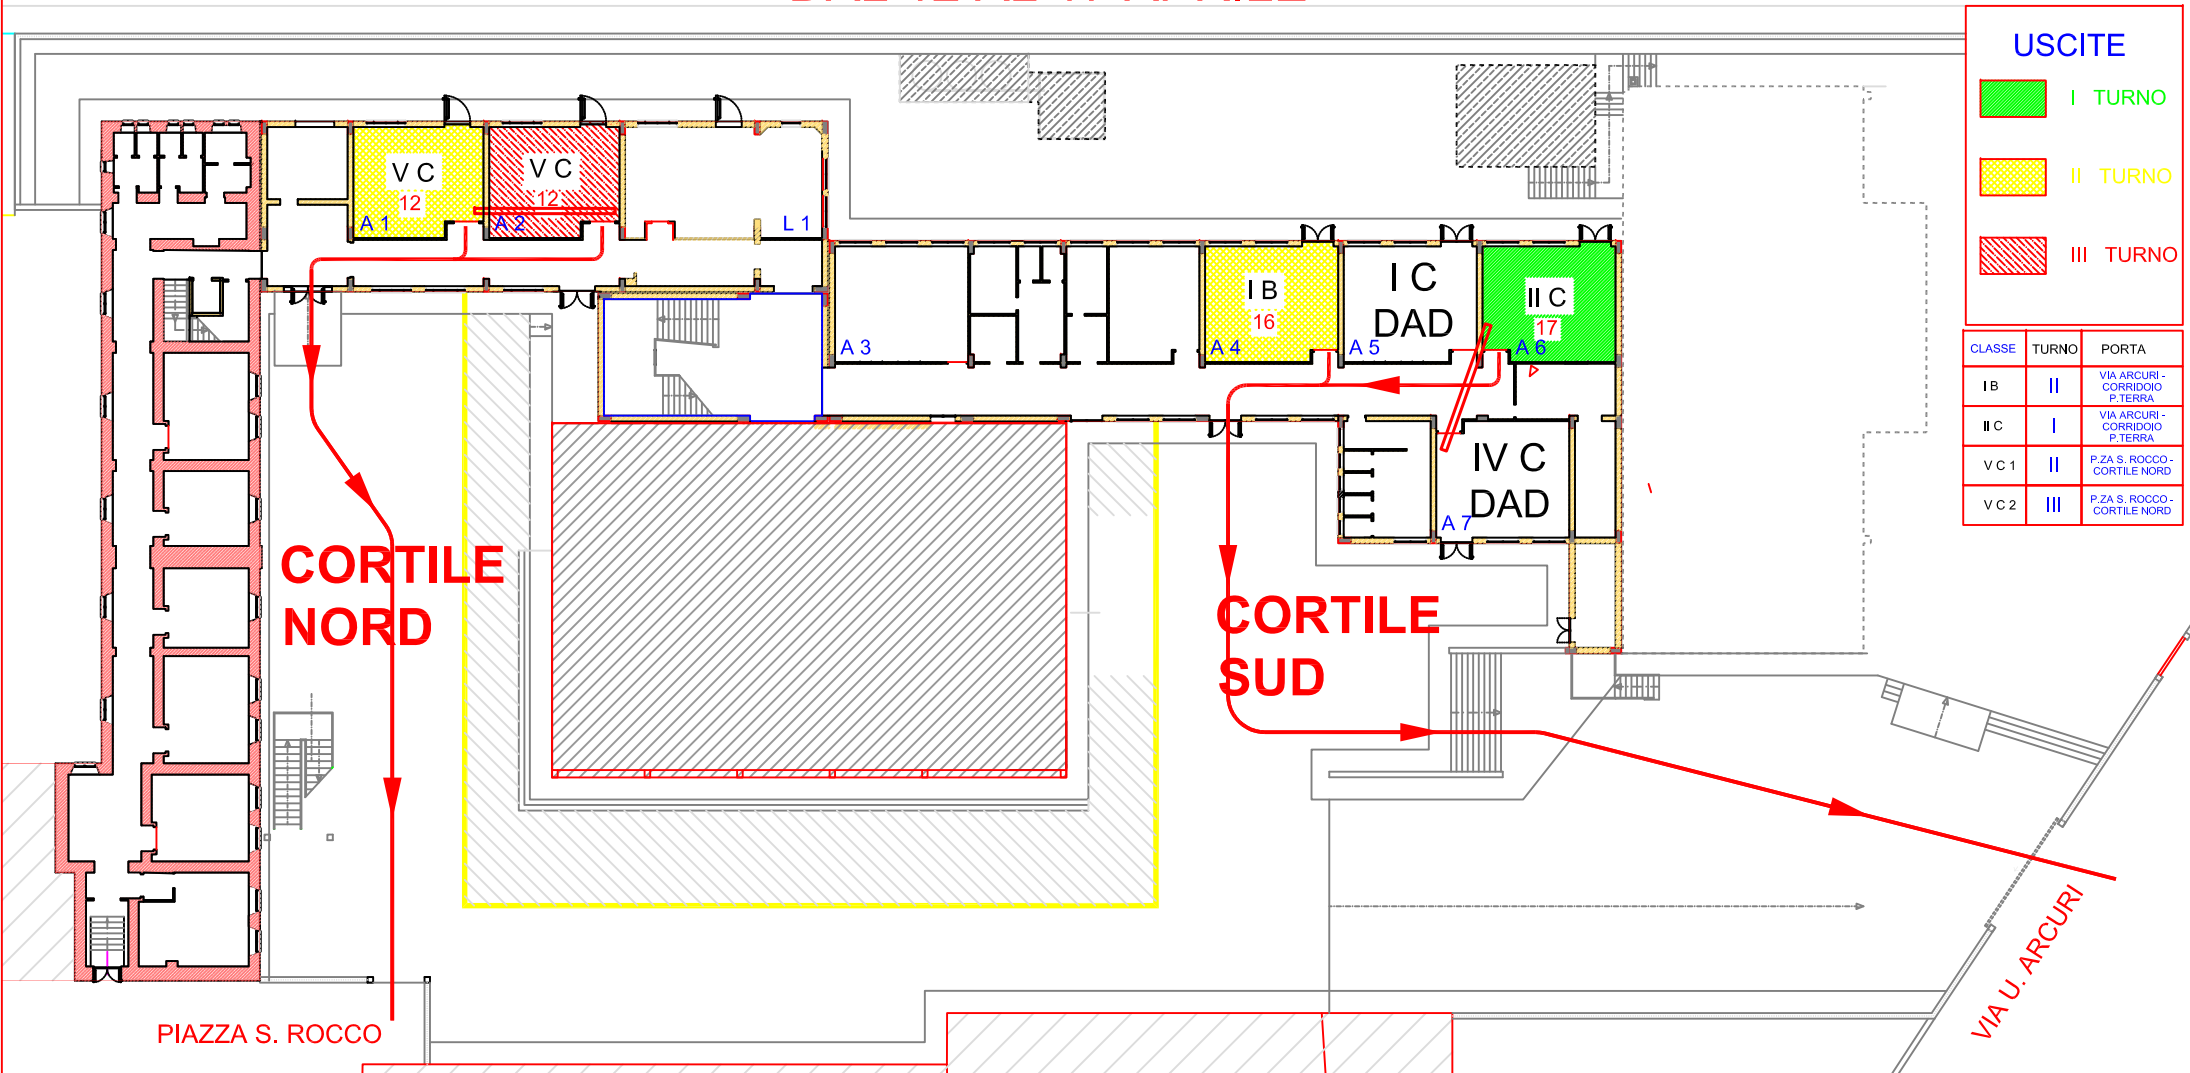 USCITE
I TURNO
II TURNO
III TURNO
CLASSE TURNO PORTA
I B II VIA ARCURI -
CORRIDOIO
P.TERRA
II C I VIA ARCURI -
CORRIDOIO
P.TERRA
V C 1 II P.ZA S. ROCCO -
CORTILE NORD
V C 2 III P.ZA S. ROCCO -
CORTILE NORD
V C
12
A 1
V C
12
A 2
L 1
A 3
I B
16
A 4
I C
DAD
A 5
II C
17
A 6
IV C
DAD
A 7
CORTILE
NORD
CORTILE
SUD
PIAZZA S. ROCCO
VIA U. ARCURI